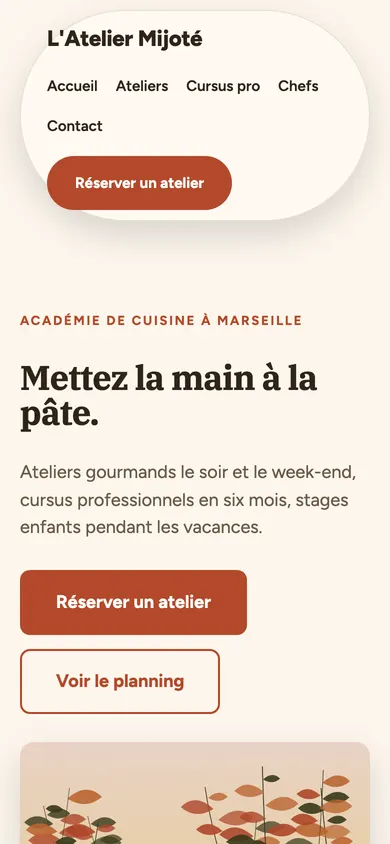 L'Atelier Mijoté
Accueil Ateliers Cursus pro Chefs
Contact
Réserver un atelier
ACADÉMIE DE CUISINE À MARSEILLE
Mettez la main à la
pâte.
Ateliers gourmands le soir et le week-end,
cursus professionnels en six mois, stages
enfants pendant les vacances.
Réserver un atelier
Voir le planning